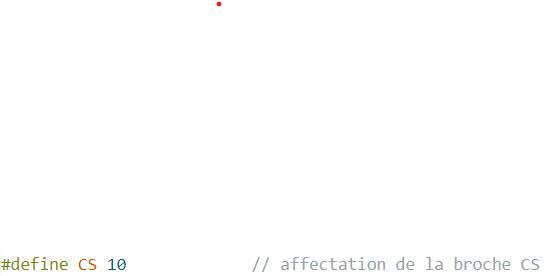 #define CS 10 // affectation de la broche CS